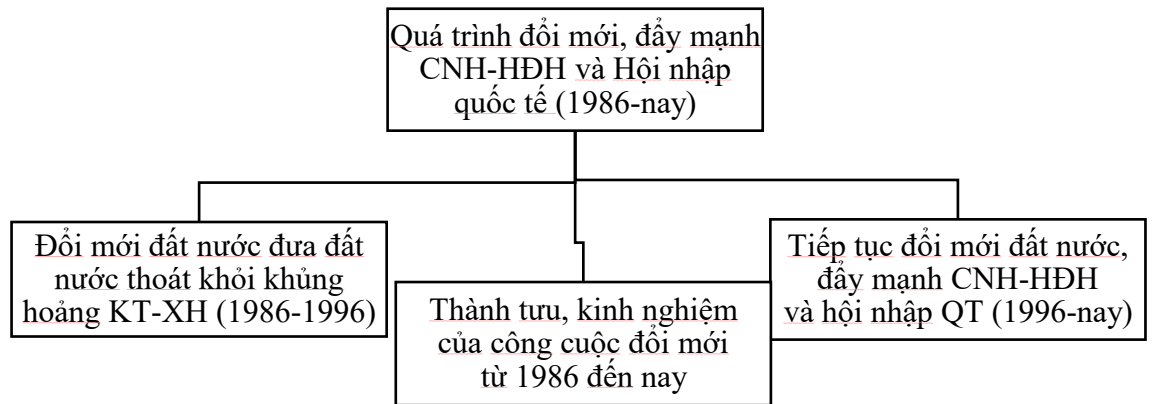 Quá trình đổi mới, đẩy mạnh
CNH-HĐH và Hội nhập
quốc tế (1986-nay)
Đổi mới đất nước đưa đất
nước thoát khỏi khủng
hoảng KT-XH (1986-1996)
Thành tưu, kinh nghiệm
của công cuộc đổi mới
từ 1986 đến nay
Tiếp tục đổi mới đất nước,
đẩy mạnh CNH-HĐH
và hội nhập QT (1996-nay)